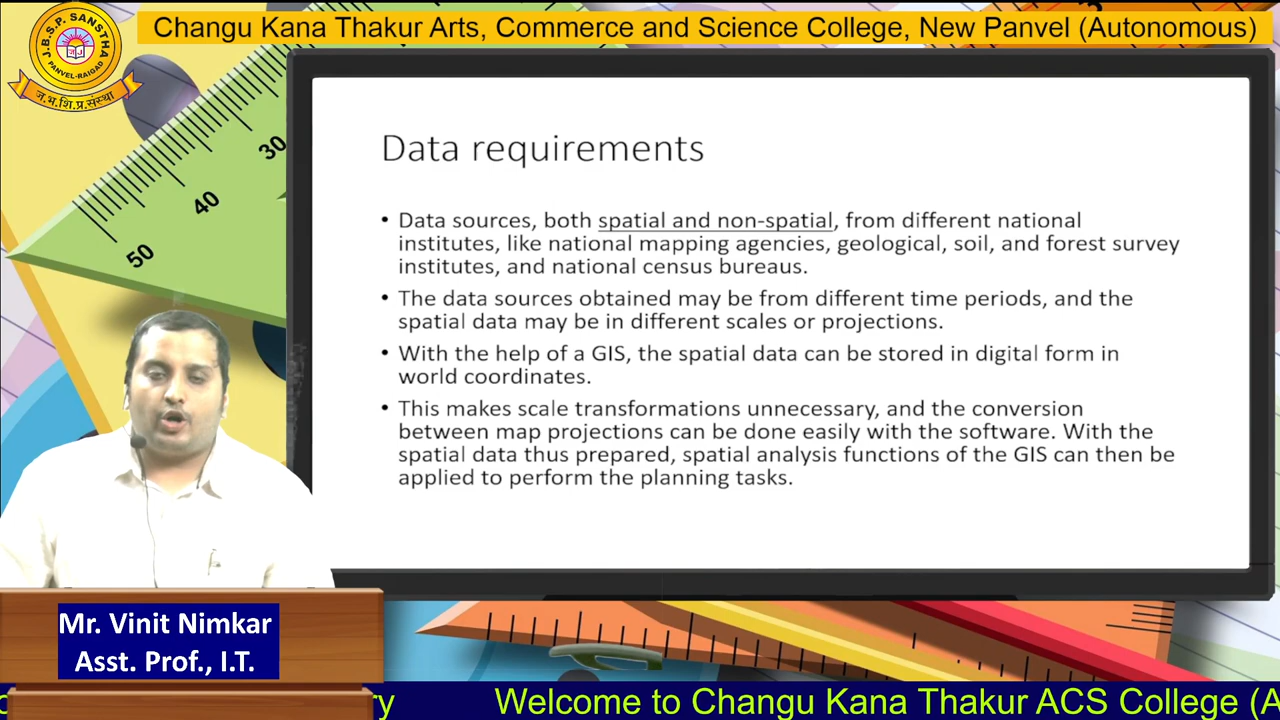 Changu Kana Thakur Arts, Commerce and Science College, New Panvel (Autonomous)
J.B.S.P. SANSTHA
PANVEL-RAIGAD
ज.भ.शि.प्र.संस्था
30
40
50
Data requirements
• Data sources, both spatial and non-spatial, from different national
institutes, like national mapping agencies, geological, soil, and forest survey
institutes, and national census bureaus.
• The data sources obtained may be from different time periods, and the
spatial data may be in different scales or projections.
• With the help of a GIS, the spatial data can be stored in digital form in
world coordinates.
• This makes scale transformations unnecessary, and the conversion
between map projections can be done easily with the software. With the
spatial data thus prepared, spatial analysis functions of the GIS can then be
applied to perform the planning tasks.
Mr. Vinit Nimkar
Asst. Prof., I.T.
ry Welcome to Changu Kana Thakur ACS College (A